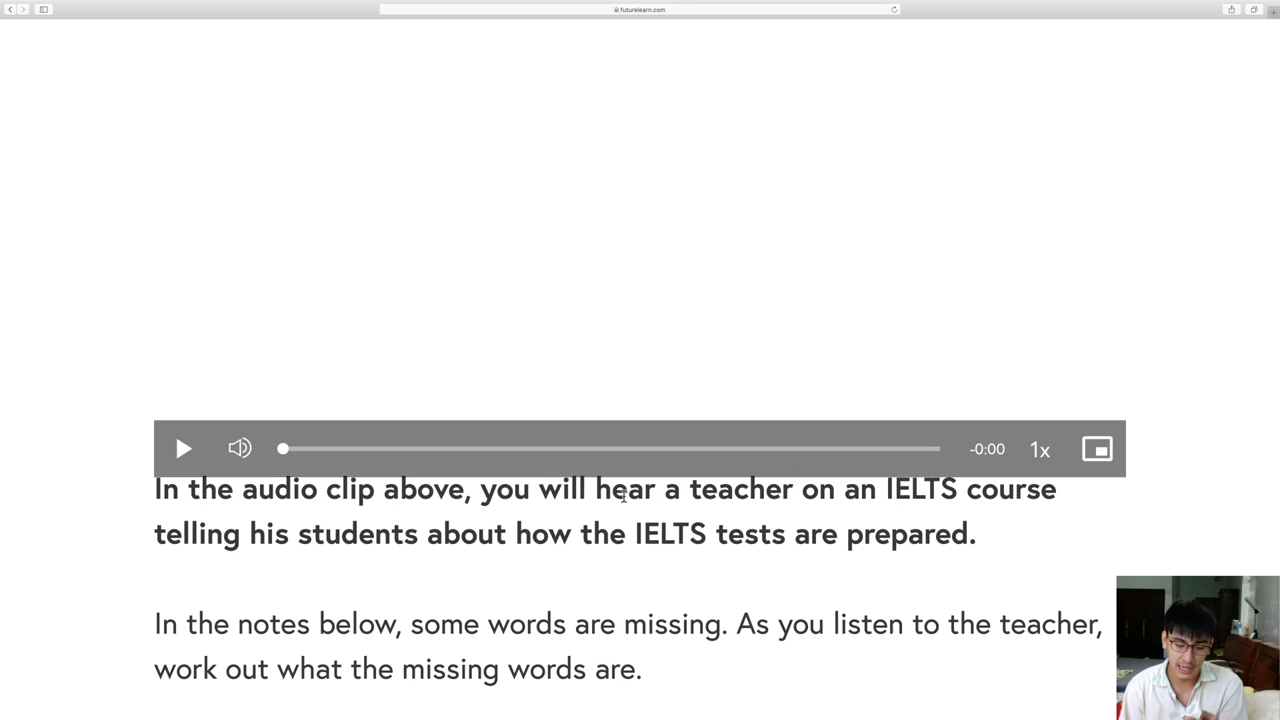 futurelearn.com
-0:00 1x
In the audio clip above, you will hear a teacher on an IELTS course
telling his students about how the IELTS tests are prepared.
In the notes below, some words are missing. As you listen to the teacher,
work out what the missing words are.